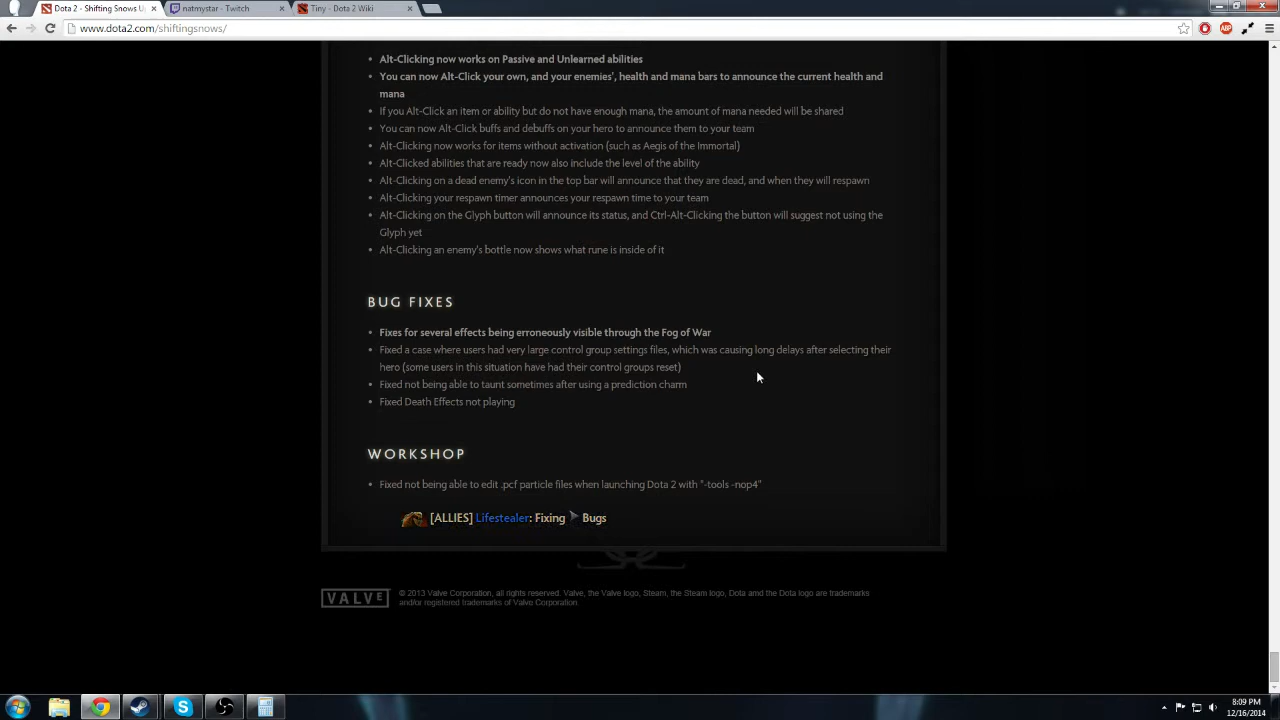 Dota 2 - Shifting Snows U
natmystar - Twitch
Tiny - Dota 2 Wiki
www.dota2.com/shiftingsnows/
ABP
Alt-Clicking now works on Passive and Unlearned abilities
You can now Alt-Click your own, and your enemies', health and mana bars to announce the current health and
mana
If you Alt-Click an item or ability but do not have enough mana, the amount of mana needed will be shared
You can now Alt-Click buffs and debuffs on your hero to announce them to your team
Alt-Clicking now works for items without activation (such as Aegis of the Immortal)
Alt-Clicked abilities that are ready now also include the level of the ability
Alt-Clicking on a dead enemy's icon in the top bar will announce that they are dead, and when they will respawn
Alt-Clicking your respawn timer announces your respawn time to your team
Alt-Clicking on the Glyph button will announce its status, and Ctrl-Alt-Clicking the button will suggest not using the
Glyph yet
Alt-Clicking an enemy's bottle now shows what rune is inside of it
BUG FIXES
Fixes for several effects being erroneously visible through the Fog of War
Fixed a case where users had very large control group settings files, which was causing long delays after selecting their
hero (some users in this situation have had their control groups reset)
Fixed not being able to taunt sometimes after using a prediction charm
Fixed Death Effects not playing
WORKSHOP
Fixed not being able to edit .pcf particle files when launching Dota 2 with "-tools -nop4"
[ALLIES] Lifestealer: Fixing Bugs
VALVE
© 2013 Valve Corporation, all rights reserved. Valve, the Valve logo, Steam, the Steam logo, Dota amd the Dota logo are trademarks
and/or registered trademarks of Valve Corporation.
8:09 PM
12/16/2014